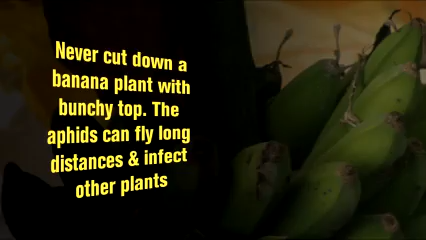 Never cut down a
banana plant with
bunchy top. The
aphids can fly long
distances & infect
other plants